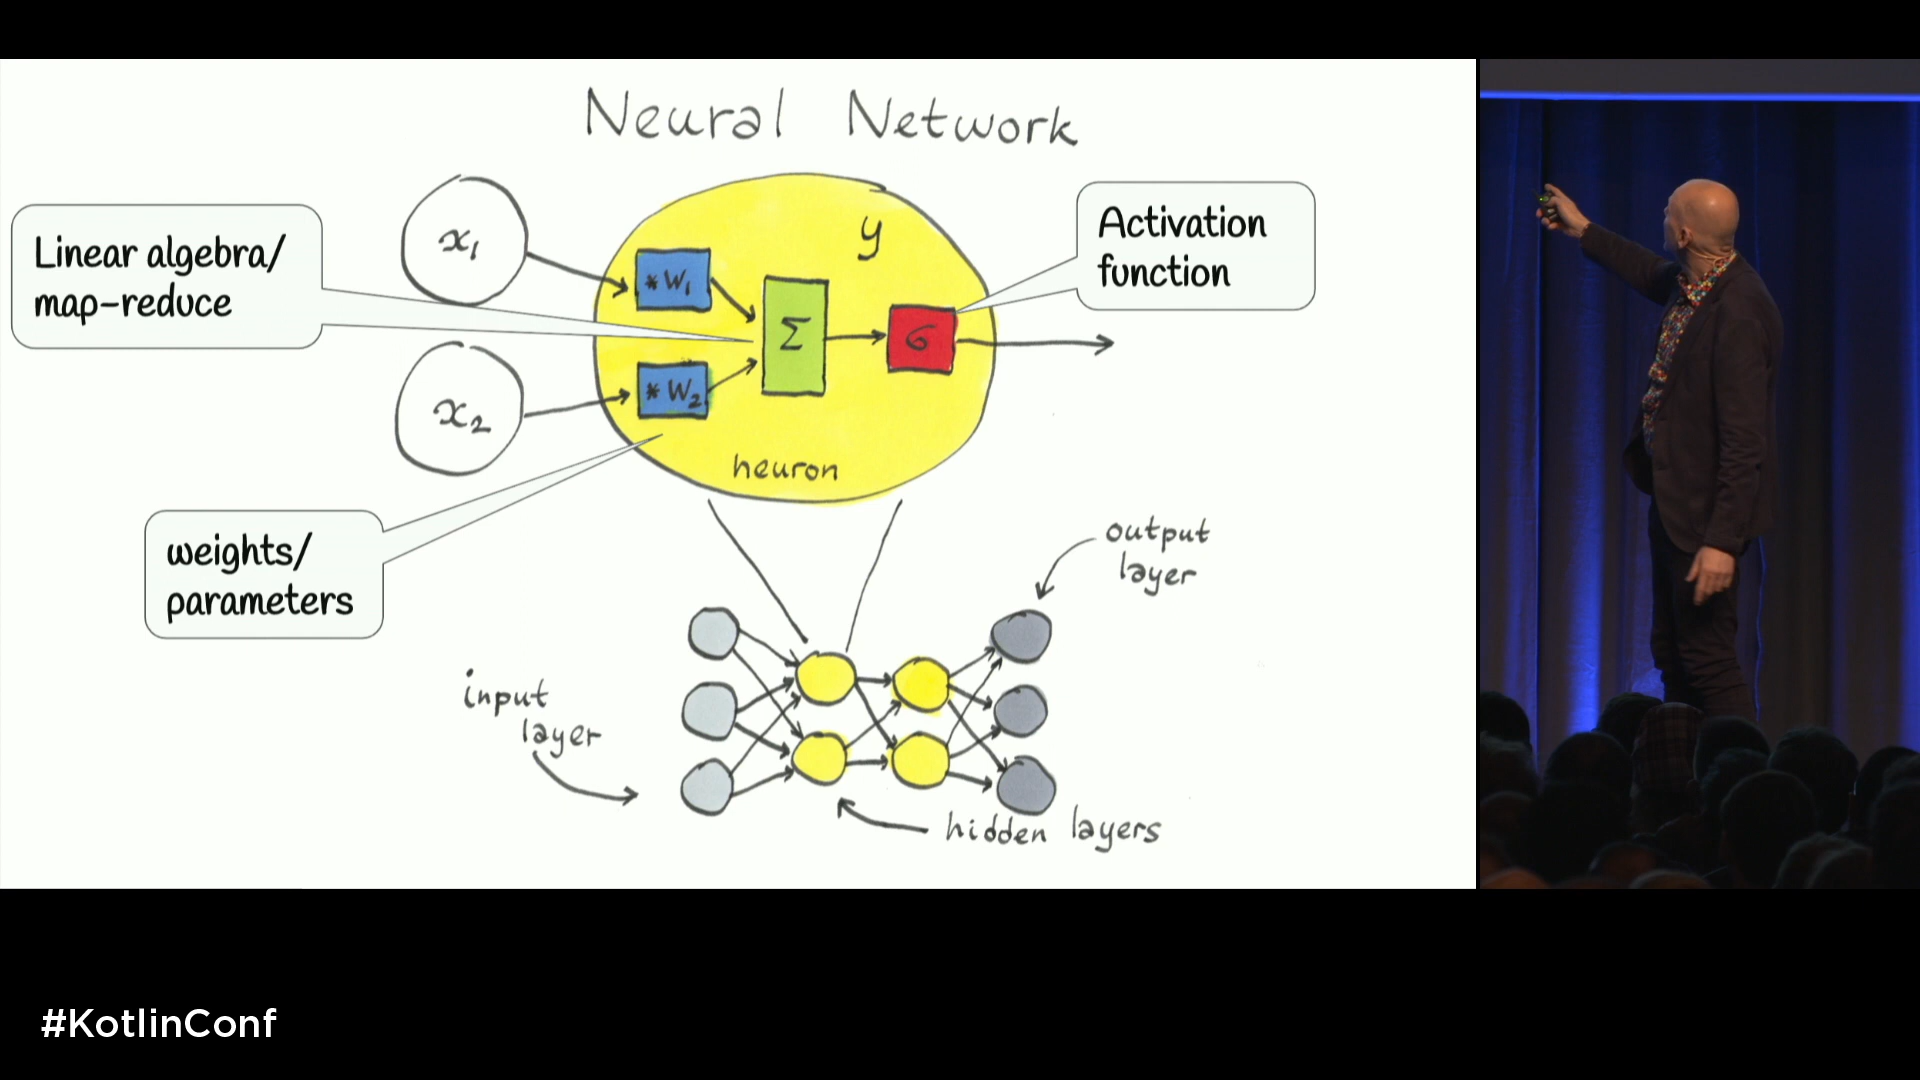 Neural Network
Linear algebra/
map-reduce
x₁
x₂
*W₁
*W₂
Σ
y
σ
neuron
Activation
function
weights/
parameters
output
layer
input
layer
hidden layers
#KotlinConf